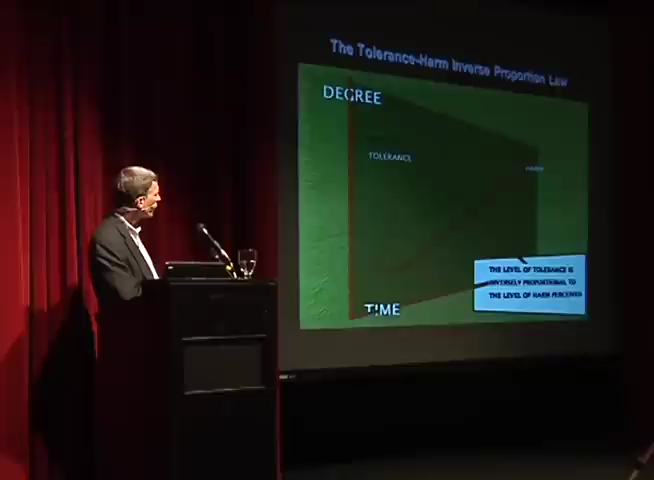 The Tolerance-Harm Inverse Proportion Law
DEGREE
TOLERANCE
TIME
THE LEVEL OF TOLERANCE IS
INVERSELY PROPORTIONAL TO
THE LEVEL OF HARM PERCEIVED